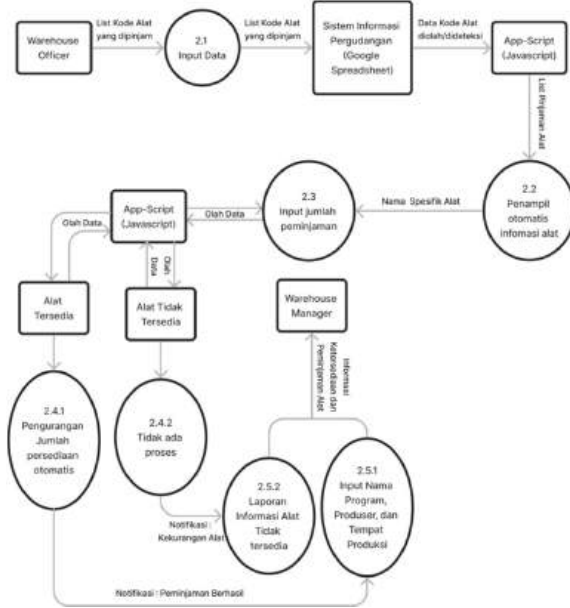 Warehouse
Officer
List Kode Alat
yang dipinjam
2.1
Input Data
List Kode Alat
yang dipinjam
Sistem Informasi
Pergudangan
(Google
Spreadsheet)
Data Kode Alat
diolah/dideteksi
App-Script
(Javascript)
List Pinjaman Alat
2.2
Penampil
otomatis
infomasi alat
Nama Spesifik Alat
2.3
Input jumlah
peminjaman
Olah Data
App-Script
(Javascript)
Olah Data
Olah
Data
Alat
Tersedia
Alat Tidak
Tersedia
Warehouse
Manager
Informasi
Ketersediaan dan
Peminjaman Alat
2.4.1
Pengurangan
Jumlah
persediaan
otomatis
2.4.2
Tidak ada
proses
Notifikasi :
Kekurangan Alat
2.5.2
Laporan
Informasi Alat
Tidak
tersedia
2.5.1
Input Nama
Program,
Produser, dan
Tempat
Produksi
Notifikasi : Peminjaman Berhasil